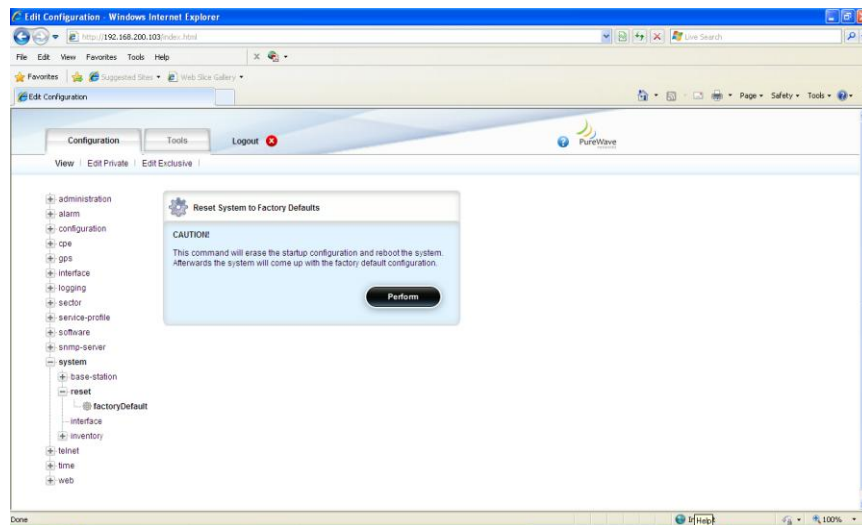 Edit Configuration - Windows Internet Explorer
http://192.168.200.103/index.html
Live Search
File Edit View Favorites Tools Help
Favorites Suggested Sites Web Slice Gallery
Edit Configuration
Page Safety Tools
Configuration Tools Logout
PureWave
View Edit Private Edit Exclusive
administration
alarm
configuration
cpe
gps
interface
logging
sector
service-profile
software
snmp-server
system
base-station
reset
factoryDefault
interface
inventory
telnet
time
web
Reset System to Factory Defaults
CAUTION!
This command will erase the startup configuration and reboot the system.
Afterwards the system will come up with the factory default configuration.
Perform
Done
Help
100%